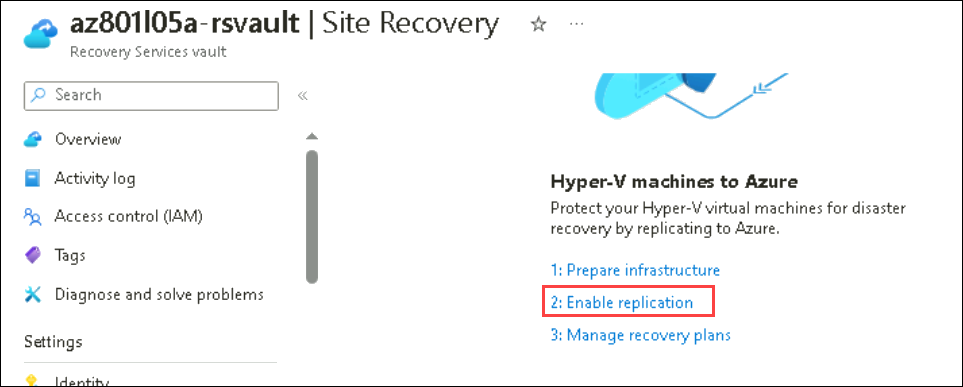 az801l05a-rsvault | Site Recovery
Recovery Services vault
Search
Overview
Activity log
Access control (IAM)
Tags
Diagnose and solve problems
Settings
Identity
Hyper-V machines to Azure
Protect your Hyper-V virtual machines for disaster
recovery by replicating to Azure.
1: Prepare infrastructure
2: Enable replication
3: Manage recovery plans